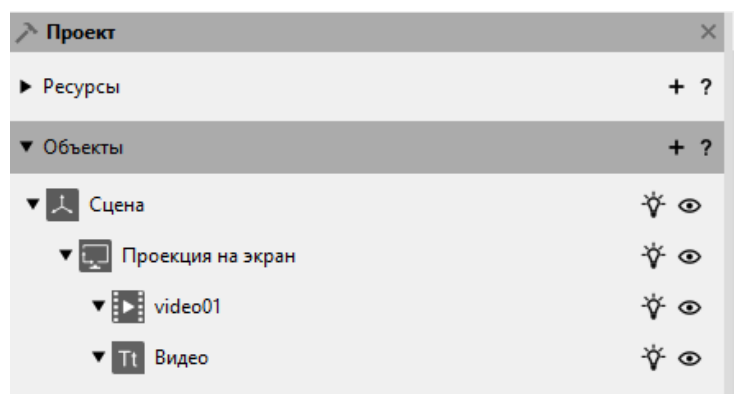 Проект
Ресурсы + ?
Объекты + ?
Сцена
Проекция на экран
video01
Tt Видео